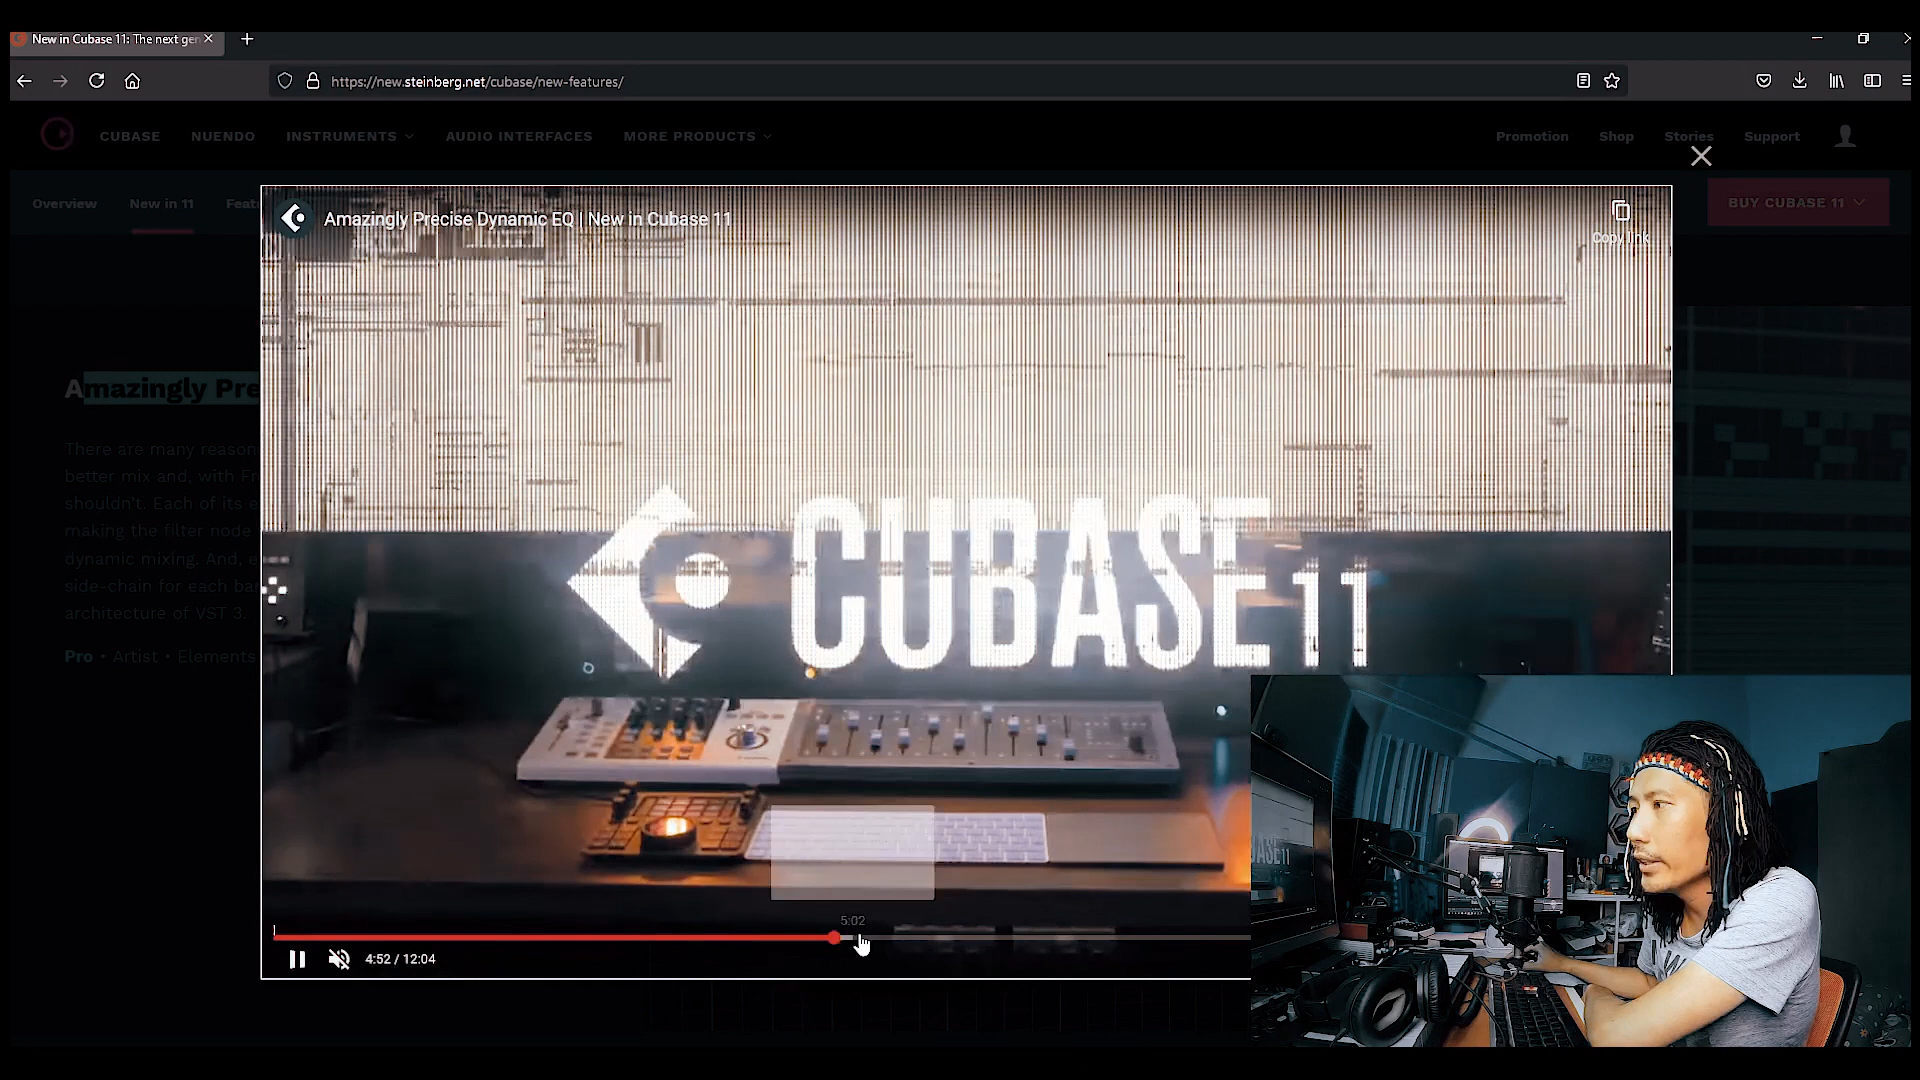 New in Cubase 11: The next gen
https://new.steinberg.net/cubase/new-features/
CUBASE
NUENDO
INSTRUMENTS
AUDIO INTERFACES
MORE PRODUCTS
Promotion
Shop
Stories
Support
Overview
New in 11
Feat
BUY CUBASE 11
Amazingly Precise Dynamic EQ | New in Cubase 11
Copy link
Amazingly Pre
There are many reason
better mix and, with Fr
shouldn't. Each of its e
making the filter node
dynamic mixing. And, e
side-chain for each ba
architecture of VST 3.
Pro • Artist • Elements
CUBASE 11
5:02
4:52 / 12:04